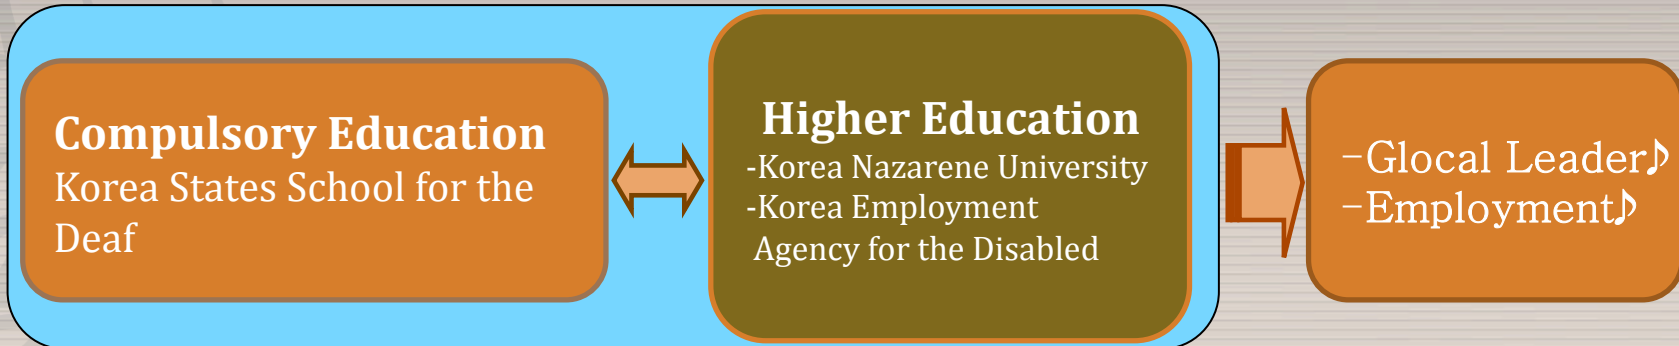 Compulsory Education
Korea States School for the
Deaf
Higher Education
-Korea Nazarene University
-Korea Employment
Agency for the Disabled
-Glocal Leader♪
-Employment♪